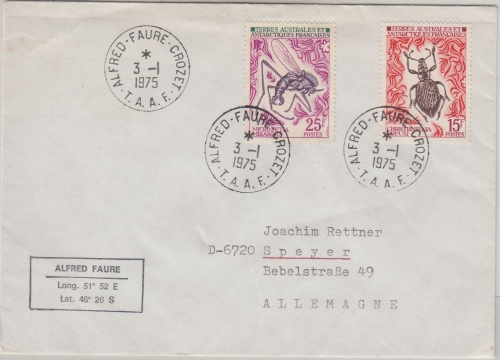 ALFRED-FAURE-CROZET
*
3 -1
1975
· T. A. A. F. ·
TERRES AUSTRALES ET
ANTARCTIQUES FRANÇAISES
25F
POSTES
TERRES AUSTRALES ET
ANTARCTIQUES FRANÇAISES
15F
POSTES
ALFRED-FAURE-CROZET
*
3 -1
1975
· T. A. A. F. ·
ALFRED-FAURE-CROZET
*
3 -1
1975
· T. A. A. F. ·
Joachim Rettner
D-6720 Speyer
Bebelstraße 49
ALLEMAGNE
ALFRED FAURE
Long. 51° 52 E
Lat. 46° 26 S